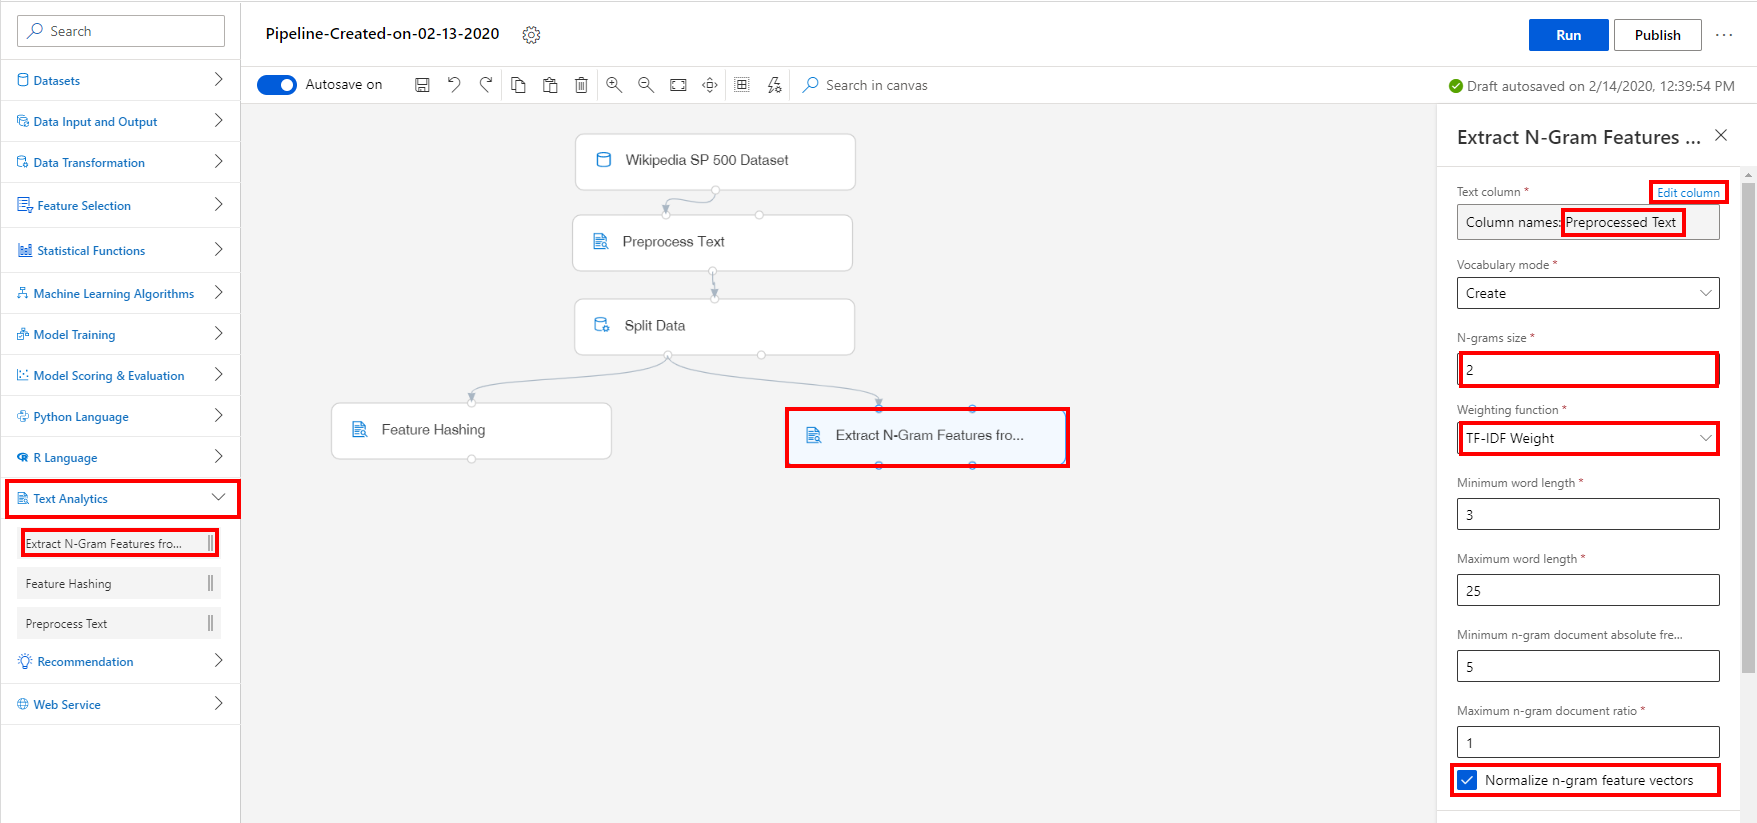 Search
Datasets
Data Input and Output
Data Transformation
Feature Selection
Statistical Functions
Machine Learning Algorithms
Model Training
Model Scoring & Evaluation
Python Language
R Language
Text Analytics
Extract N-Gram Features fro...
Feature Hashing
Preprocess Text
Recommendation
Web Service
Pipeline-Created-on-02-13-2020
Run
Publish
...
Autosave on
Search in canvas
Draft autosaved on 2/14/2020, 12:39:54 PM
Wikipedia SP 500 Dataset
Preprocess Text
Split Data
Feature Hashing
Extract N-Gram Features fro...
Extract N-Gram Features ...
Text column *
Edit column
Column names: Preprocessed Text
Vocabulary mode *
Create
N-grams size *
2
Weighting function *
TF-IDF Weight
Minimum word length *
3
Maximum word length *
25
Minimum n-gram document absolute fre...
5
Maximum n-gram document ratio *
1
Normalize n-gram feature vectors